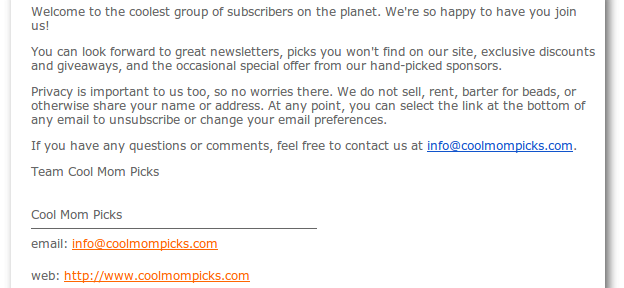 Welcome to the coolest group of subscribers on the planet. We're so happy to have you join
us!
You can look forward to great newsletters, picks you won't find on our site, exclusive discounts
and giveaways, and the occasional special offer from our hand-picked sponsors.
Privacy is important to us too, so no worries there. We do not sell, rent, barter for beads, or
otherwise share your name or address. At any point, you can select the link at the bottom of
any email to unsubscribe or change your email preferences.
If you have any questions or comments, feel free to contact us at info@coolmompicks.com.
Team Cool Mom Picks
Cool Mom Picks
email: info@coolmompicks.com
web: http://www.coolmompicks.com